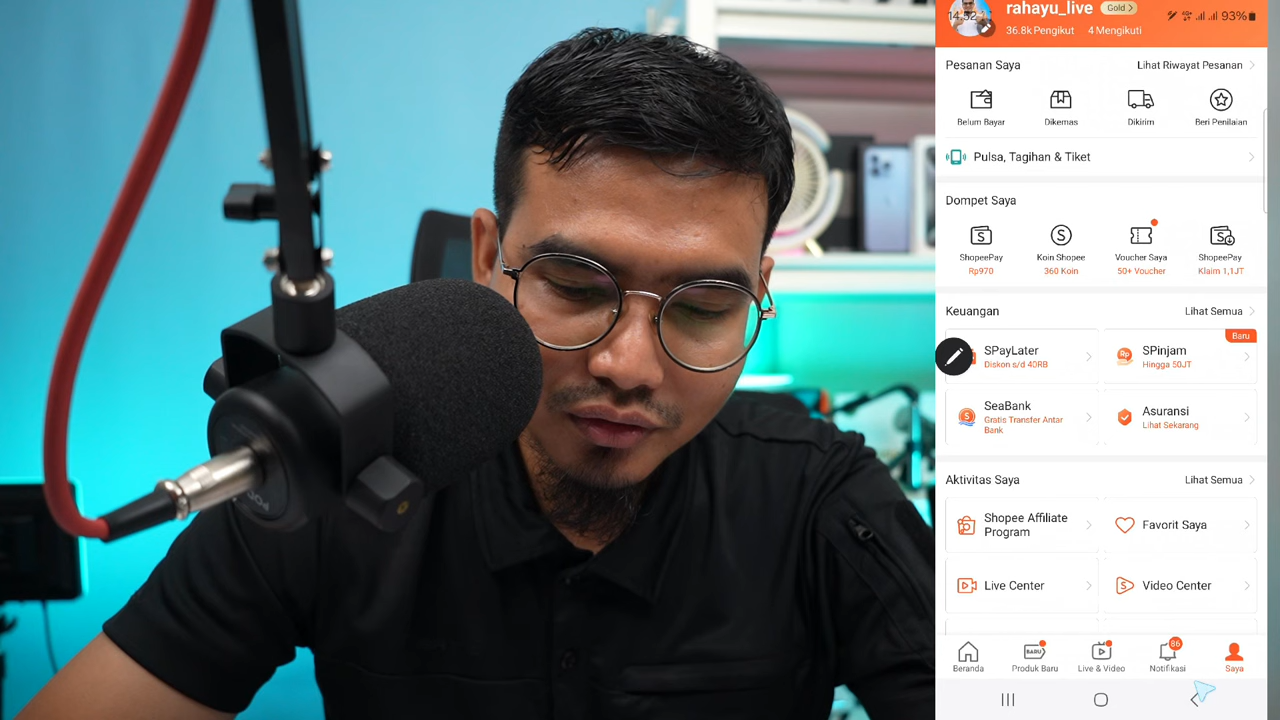 rahayu_live
Gold
14.52
93%
36.8k Pengikut 4 Mengikuti
Pesanan Saya
Lihat Riwayat Pesanan
Belum Bayar
Dikemas
Dikirim
Beri Penilaian
Pulsa, Tagihan & Tiket
Dompet Saya
ShopeePay
Rp970
Koin Shopee
360 Koin
Voucher Saya
50+ Voucher
ShopeePay
Klaim 1,1JT
Keuangan
Lihat Semua
SPayLater
Diskon s/d 40RB
Baru
SPinjam
Hingga 50JT
SeaBank
Gratis Transfer Antar
Bank
Asuransi
Lihat Sekarang
Aktivitas Saya
Lihat Semua
Shopee Affiliate
Program
Favorit Saya
Live Center
Video Center
Beranda
BARU
Produk Baru
Live & Video
86
Notifikasi
Saya